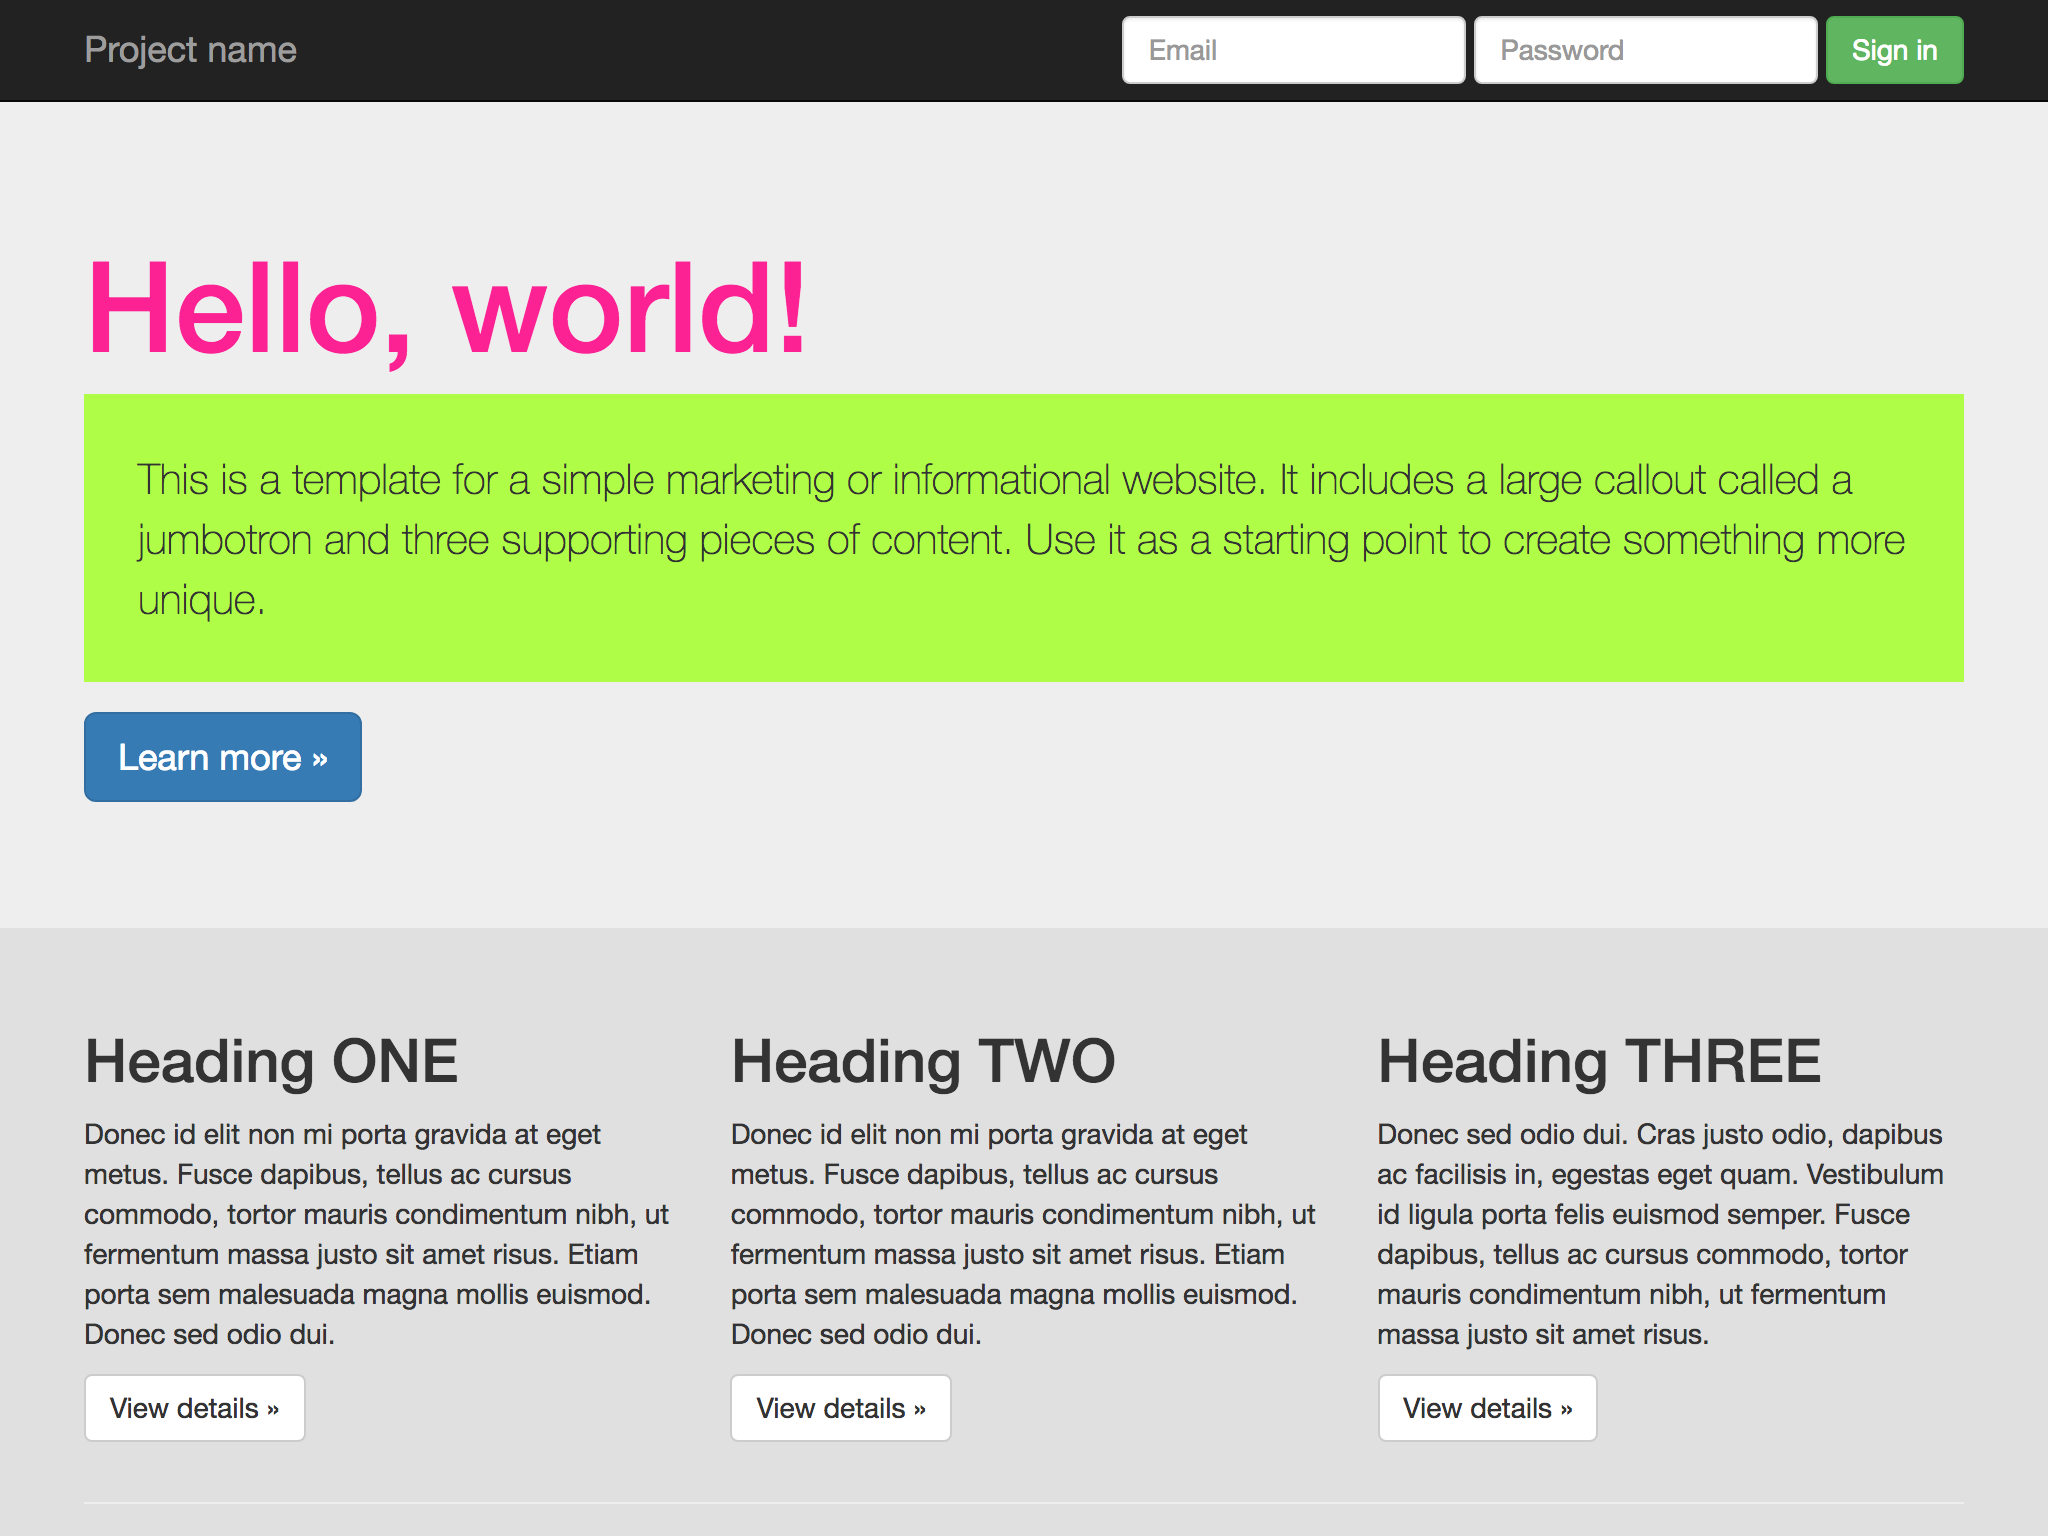 Project name
Email
Password
Sign in
Hello, world!
This is a template for a simple marketing or informational website. It includes a large callout called a
jumbotron and three supporting pieces of content. Use it as a starting point to create something more
unique.
Learn more »
Heading ONE
Donec id elit non mi porta gravida at eget
metus. Fusce dapibus, tellus ac cursus
commodo, tortor mauris condimentum nibh, ut
fermentum massa justo sit amet risus. Etiam
porta sem malesuada magna mollis euismod.
Donec sed odio dui.
View details »
Heading TWO
Donec id elit non mi porta gravida at eget
metus. Fusce dapibus, tellus ac cursus
commodo, tortor mauris condimentum nibh, ut
fermentum massa justo sit amet risus. Etiam
porta sem malesuada magna mollis euismod.
Donec sed odio dui.
View details »
Heading THREE
Donec sed odio dui. Cras justo odio, dapibus
ac facilisis in, egestas eget quam. Vestibulum
id ligula porta felis euismod semper. Fusce
dapibus, tellus ac cursus commodo, tortor
mauris condimentum nibh, ut fermentum
massa justo sit amet risus.
View details »